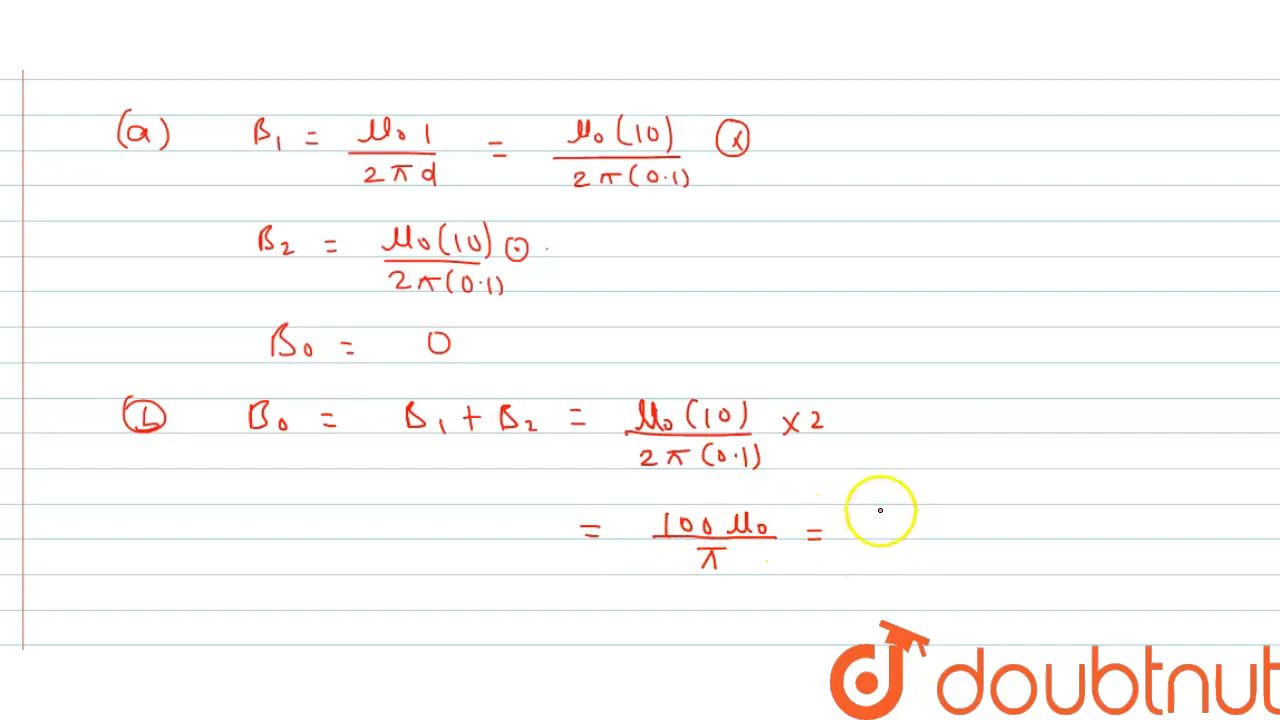 (a) B₁ = μ₀ I / 2πd = μ₀(10) / 2π(0.1) ⊗
B₂ = μ₀(10) / 2π(0.1) ⊙
B₀ = 0
(b) B₀ = B₁ + B₂ = μ₀(10) / 2π(0.1) × 2
= 100 μ₀ / π =
doubtnut